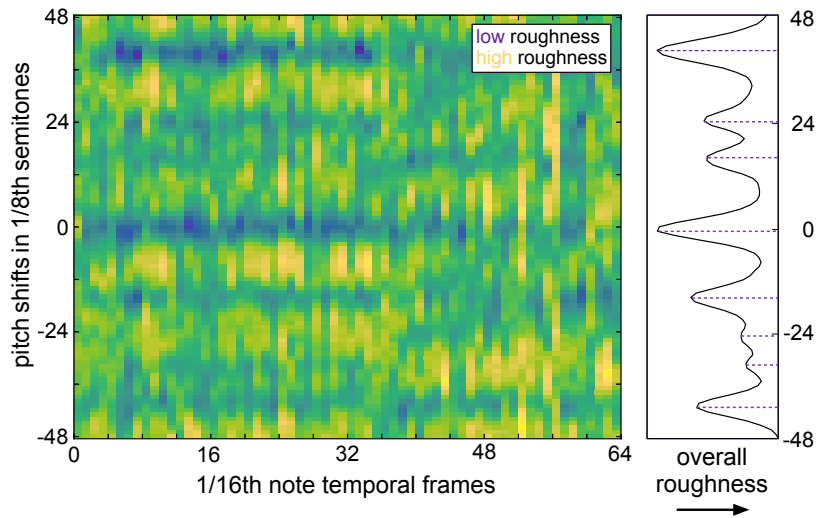 48
24
0
-24
-48
pitch shifts in 1/8th semitones
low roughness
high roughness
0
16
32
48
64
1/16th note temporal frames
48
24
0
-24
-48
overall
roughness